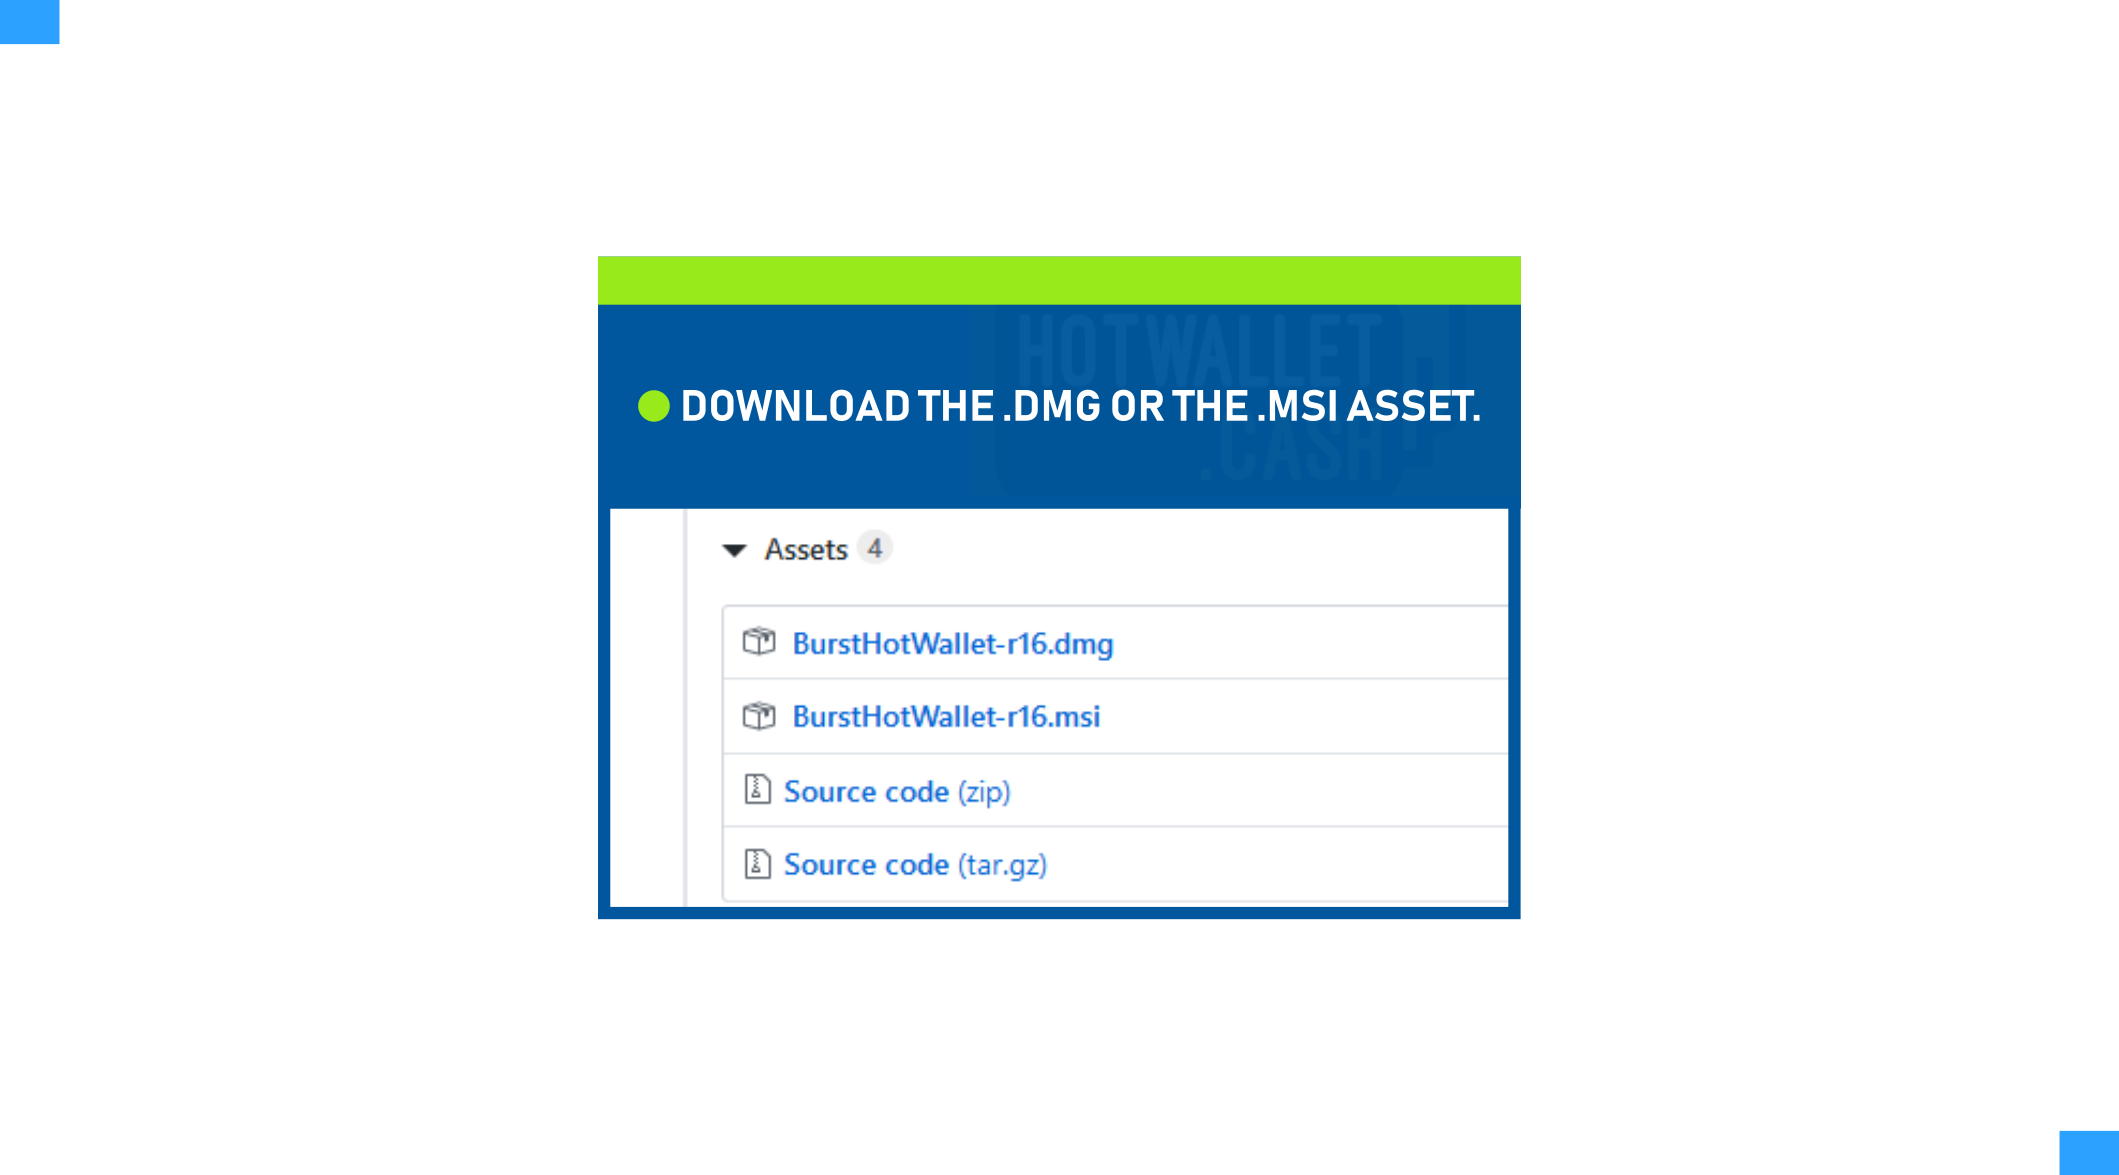 HOTWALLET
DOWNLOAD THE .DMG OR THE .MSI ASSET.
.CASH
Assets 4
BurstHotWallet-r16.dmg
BurstHotWallet-r16.msi
Source code (zip)
Source code (tar.gz)